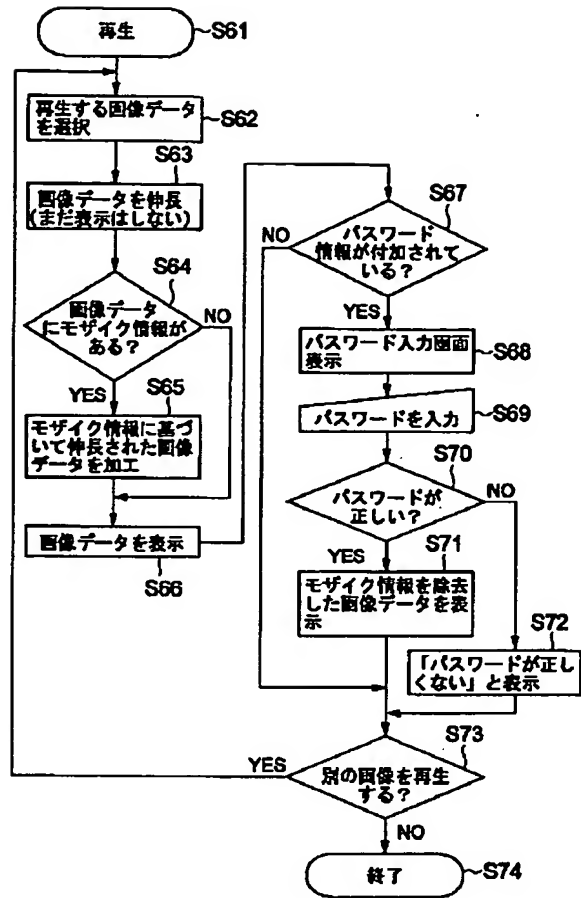 再生
S61
再生する画像データ
を選択
S62
S63
画像データを伸長
(まだ表示はしない)
S64
画像データ
にモザイク情報が
ある?
NO
YES
S65
モザイク情報に基づ
いて伸長された画像
データを加工
画像データを表示
S66
S67
NO
パスワード
情報が付加されて
いる?
YES
パスワード入力画面
表示
S68
パスワードを入力
S69
S70
パスワードが
正しい?
NO
YES
S71
モザイク情報を除去
した画像データを表
示
S72
「パスワードが正し
くない」と表示
S73
YES
別の画像を再生
する?
NO
終了
S74